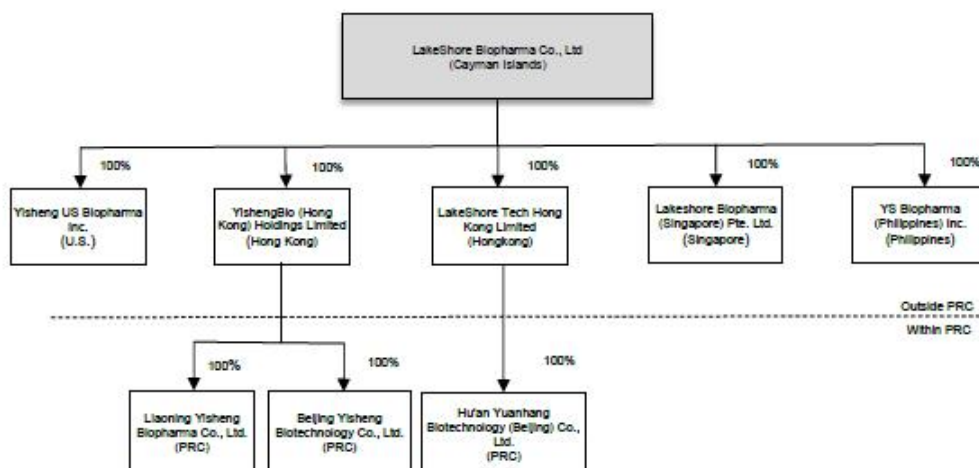 LakeShore Biopharma Co., Ltd
(Cayman Islands)
100%
100%
100%
100%
100%
Yisheng US Biopharma
Inc.
(U.S.)
YishengBio (Hong
Kong) Holdings Limited
(Hong Kong)
LakeShore Tech Hong
Kong Limited
(Hongkong)
Lakeshore Biopharma
(Singapore) Pte. Ltd.
(Singapore)
YS Biopharma
(Philippines) Inc.
(Philippines)
Outside PRC
Within PRC
100%
100%
100%
Liaoning Yisheng
Biopharma Co., Ltd.
(PRC)
Beijing Yisheng
Biotechnology Co., Ltd.
(PRC)
Hu'an Yuanhang
Biotechnology (Beijing) Co.,
Ltd.
(PRC)